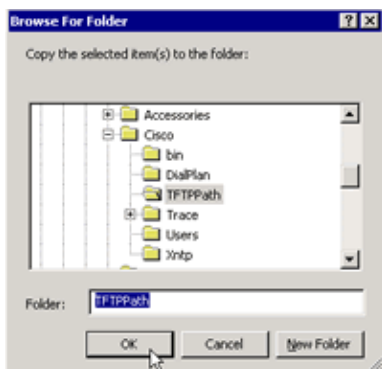 Browse For Folder
Copy the selected item(s) to the folder:
Accessories
Cisco
bin
DialPlan
TFTPPath
Trace
Users
Xntp
Folder: TFTPPath
OK Cancel New Folder